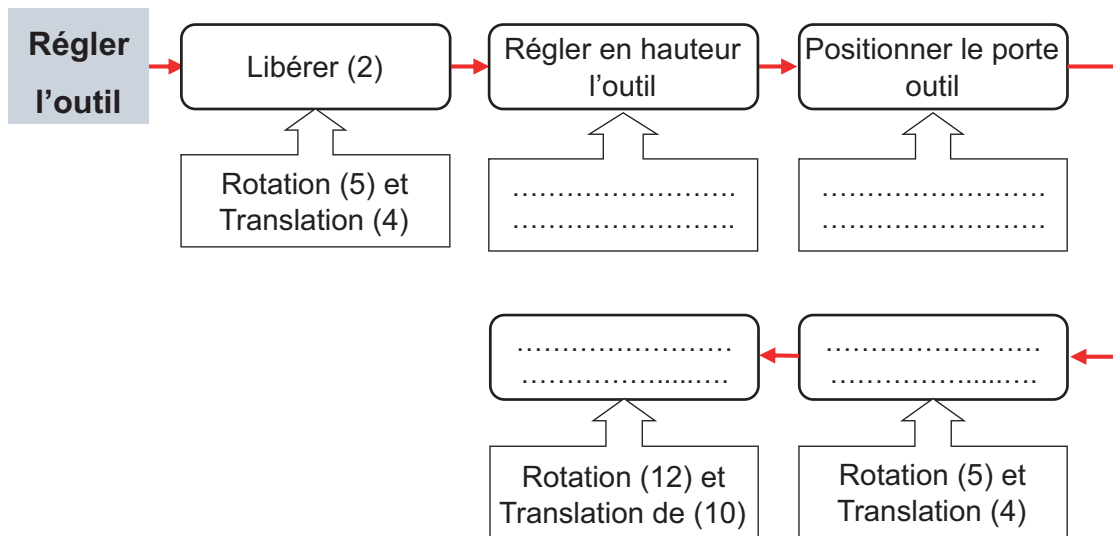 Régler
l’outil
Libérer (2)
Régler en hauteur
l’outil
Positionner le porte
outil
Rotation (5) et
Translation (4)
…………………….
…………………….
…………………….
…………………….
……………………
……………......….
……………………
……………......….
Rotation (12) et
Translation de (10)
Rotation (5) et
Translation (4)